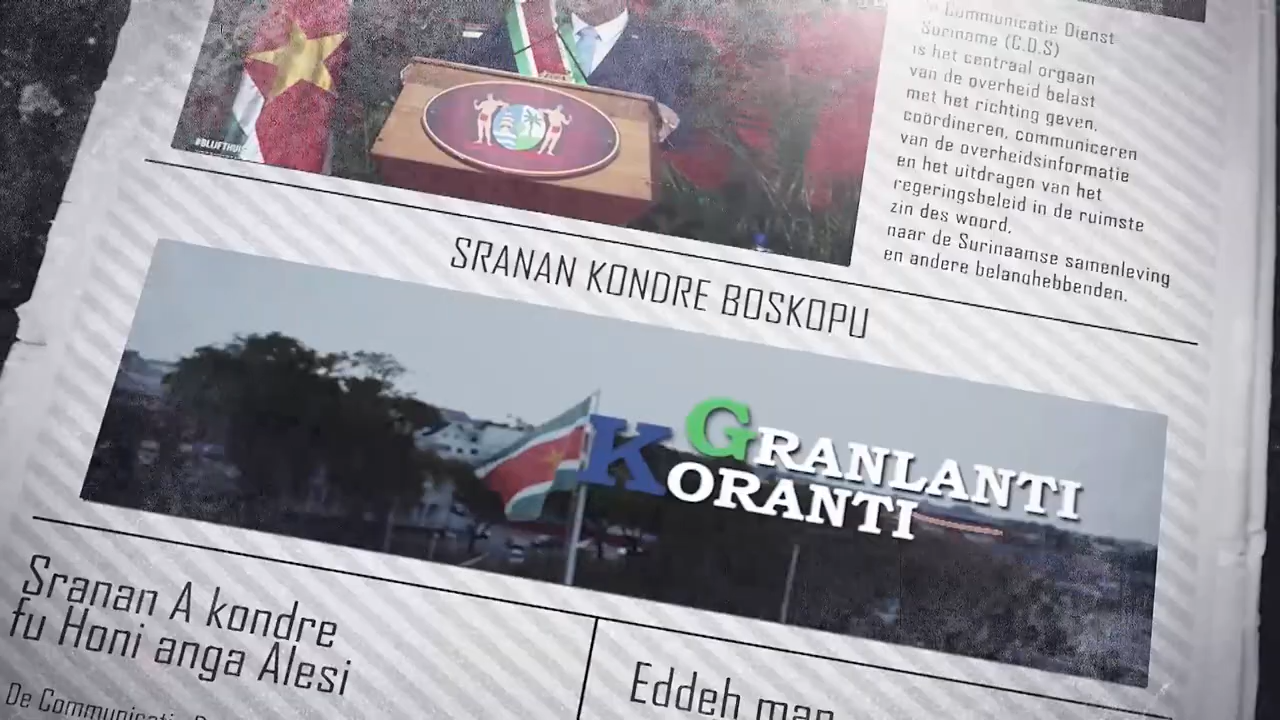 Communicatie Dienst
Suriname (C.D.S)
is het centraal orgaan
van de overheid belast
met het richting geven,
coördineren, communiceren
van de overheidsinformatie
en het uitdragen van het
regeringsbeleid in de ruimste
zin des woord,
naar de Surinaamse samenleving
en andere belanghebbenden.
SRANAN KONDRE BOSKOPU
GRANLANTI
KORANTI
Sranan A kondre
fu Honi anga Alesi
De
Eddeh man